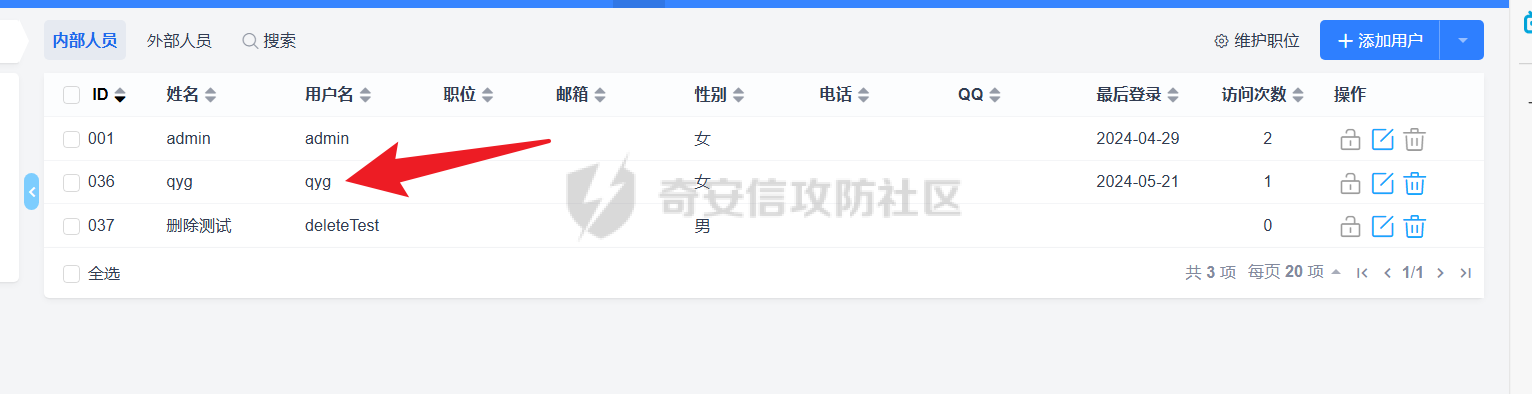 内部人员 外部人员 搜索 维护职位 添加用户
ID 姓名 用户名 职位 邮箱 性别 电话 QQ 最后登录 访问次数 操作
001 admin admin 女 2024-04-29 2
036 qyg qyg 女 2024-05-21 1
奇安信攻防社区
037 删除测试 deleteTest 男 0
全选 共 3 项 每页 20 项 1/1